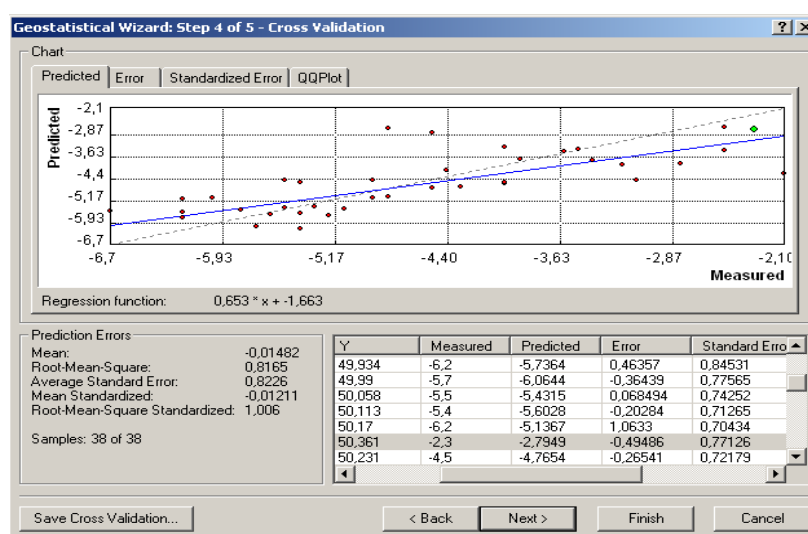 Geostatistical Wizard: Step 4 of 5 - Cross Validation
Chart
Predicted Error Standardized Error QQPlot
Predicted
-2,1
-2,87
-3,63
-4,4
-5,17
-5,93
-6,7
-6,7 -5,93 -5,17 -4,40 -3,63 -2,87 -2,10
Measured
Regression function: 0,653 * x + -1,663
Prediction Errors
Mean: -0,01482
Root-Mean-Square: 0,8165
Average Standard Error: 0,8226
Mean Standardized: -0,01211
Root-Mean-Square Standardized: 1,006
Samples: 38 of 38
Y Measured Predicted Error Standard Erro
49,934 -6,2 -5,7364 0,46357 0,84531
49,99 -5,7 -6,0644 -0,36439 0,77565
50,058 -5,5 -5,4315 0,068494 0,74252
50,113 -5,4 -5,6028 -0,20284 0,71265
50,17 -6,2 -5,1367 1,0633 0,70434
50,361 -2,3 -2,7949 -0,49486 0,77126
50,231 -4,5 -4,7654 -0,26541 0,72179
Save Cross Validation... < Back Next > Finish Cancel